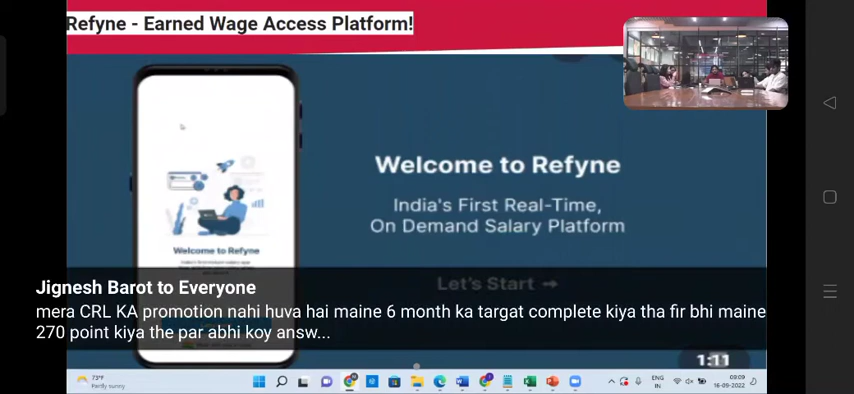 Refyne - Earned Wage Access Platform!
Welcome to Refyne
India's First Real-Time,
On Demand Salary Platform
Let's Start →
Welcome to Refyne
Jignesh Barot to Everyone
mera CRL KA promotion nahi huva hai maine 6 month ka targat complete kiya tha fir bhi maine
270 point kiya the par abhi koy answ...
1:11
73°F
Partly sunny
ENG
IN
09:09
16-09-2022